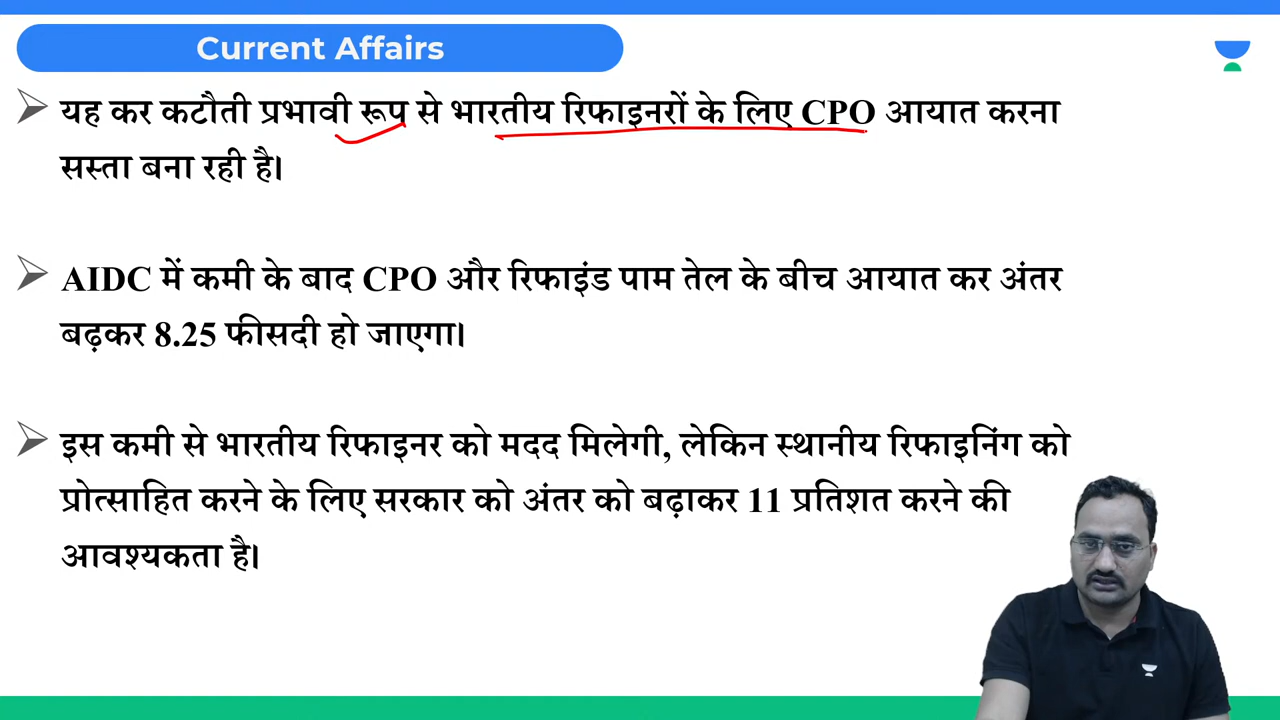 Current Affairs
यह कर कटौती प्रभावी रूप से भारतीय रिफाइनरों के लिए CPO आयात करना
सस्ता बना रही है।
AIDC में कमी के बाद CPO और रिफाइंड पाम तेल के बीच आयात कर अंतर
बढ़कर 8.25 फीसदी हो जाएगा।
इस कमी से भारतीय रिफाइनर को मदद मिलेगी, लेकिन स्थानीय रिफाइनिंग को
प्रोत्साहित करने के लिए सरकार को अंतर को बढ़ाकर 11 प्रतिशत करने की
आवश्यकता है।